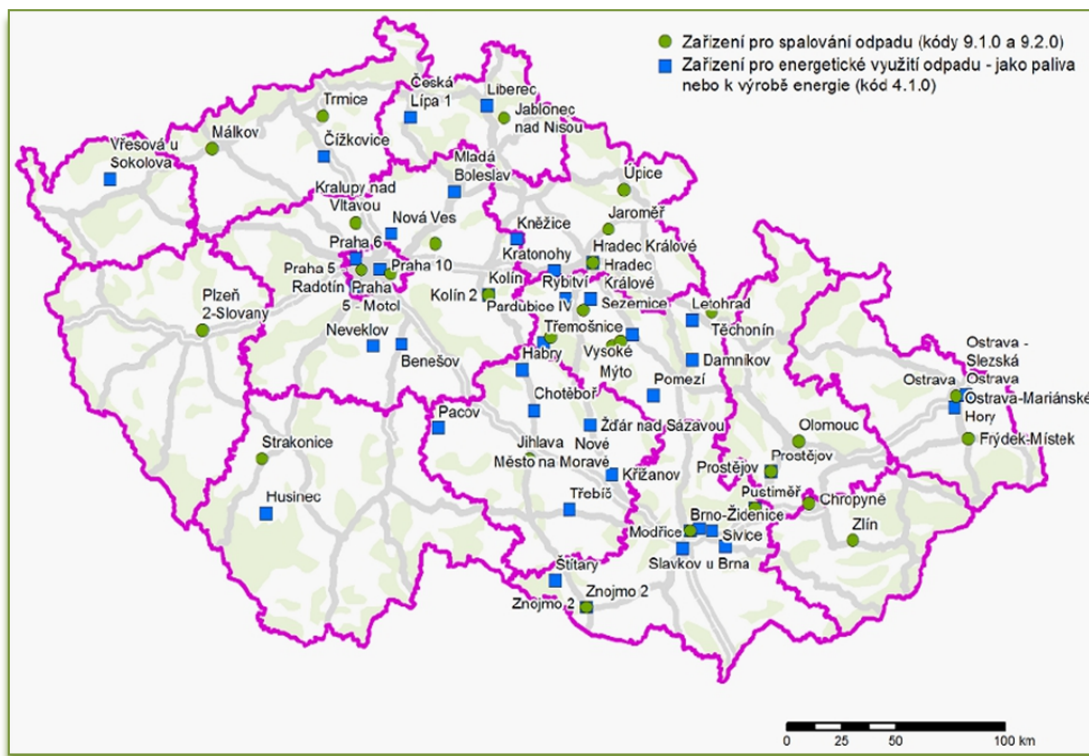 Zařízení pro spalování odpadu (kódy 9.1.0 a 9.2.0)
Zařízení pro energetické využití odpadu - jako paliva
nebo k výrobě energie (kód 4.1.0)
Česká
Lípa 1
Liberec
Jablonec
nad Nisou
Trmice
Málkov
Čížkovice
Vřesová u
Sokolova
Mladá
Boleslav
Úpice
Kralupy nad
Vltavou
Nová Ves
Jaroměř
Kněžice
Praha 6
Kratonohy
Hradec Králové
Hradec
Králové
Praha 5
Praha 10
Radotín
Praha
5 - Motol
Kolín
Kolín 2
Rybitví
Pardubice IV
Sezemice
Letohrad
Těchonín
Plzeň
2-Slovany
Neveklov
Benešov
Třemošnice
Habry
Vysoké
Mýto
Damníkov
Ostrava -
Slezská
Ostrava
Ostrava
Ostrava-Mariánské
Hory
Chotěboř
Pomezí
Pacov
Žďár nad Sázavou
Olomouc
Frýdek-Místek
Strakonice
Jihlava
Nové
Město na Moravě
Křižanov
Prostějov
Prostějov
Husinec
Třebíč
Pustiměř
Chropyně
Modřice
Brno-Židenice
Sivice
Zlín
Slavkov u Brna
Štítary
Znojmo 2
Znojmo 2
0 25 50 100 km